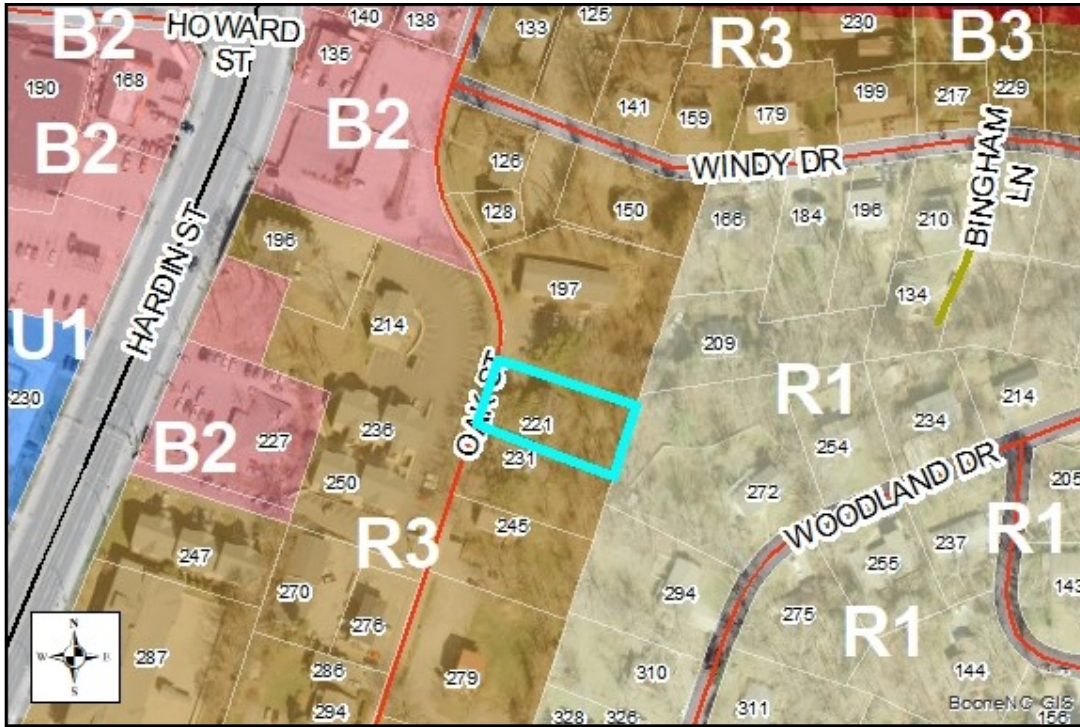 B2
HOWARD
ST
140
138
133
125
R3
230
B3
190
168
135
B2
141
159
179
199
217
229
B2
126
WINDY DR
128
150
166
184
196
210
BINGHAM
LN
196
HARDIN ST
197
134
U1
214
209
230
OAK ST
R1
214
B2
227
236
221
234
231
254
250
272
WOODLAND DR
205
R3
245
R1
247
237
255
270
294
143
276
275
R1
N
W E
S
287
286
279
310
144
294
328
326
311
156
BooneNC GIS